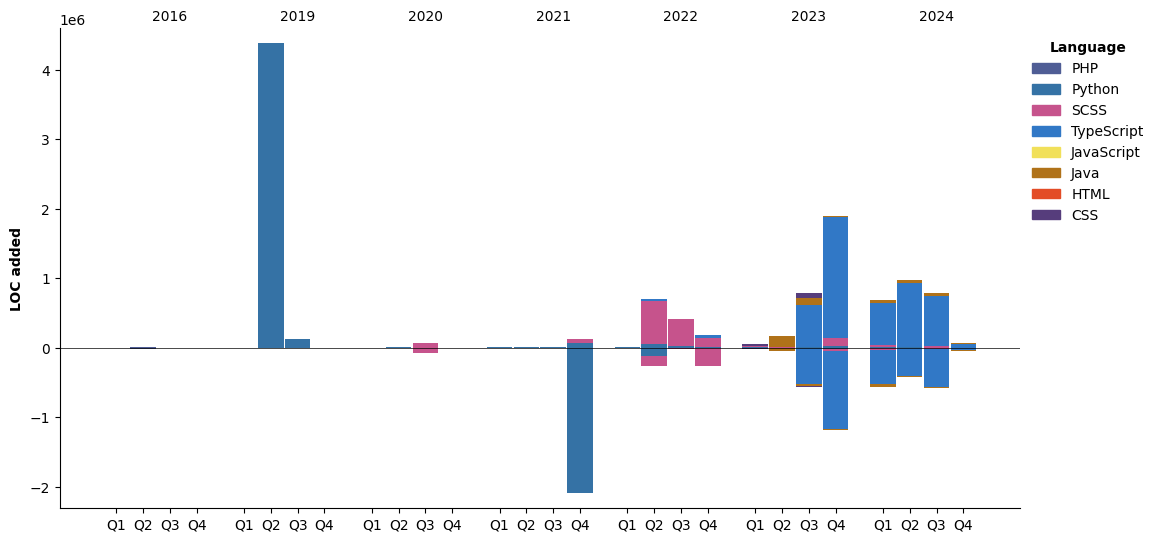 1e6
2016 2019 2020 2021 2022 2023 2024
LOC added
4
3
2
1
0
−1
−2
Q1 Q2 Q3 Q4 Q1 Q2 Q3 Q4 Q1 Q2 Q3 Q4 Q1 Q2 Q3 Q4 Q1 Q2 Q3 Q4 Q1 Q2 Q3 Q4 Q1 Q2 Q3 Q4
Language
PHP
Python
SCSS
TypeScript
JavaScript
Java
HTML
CSS